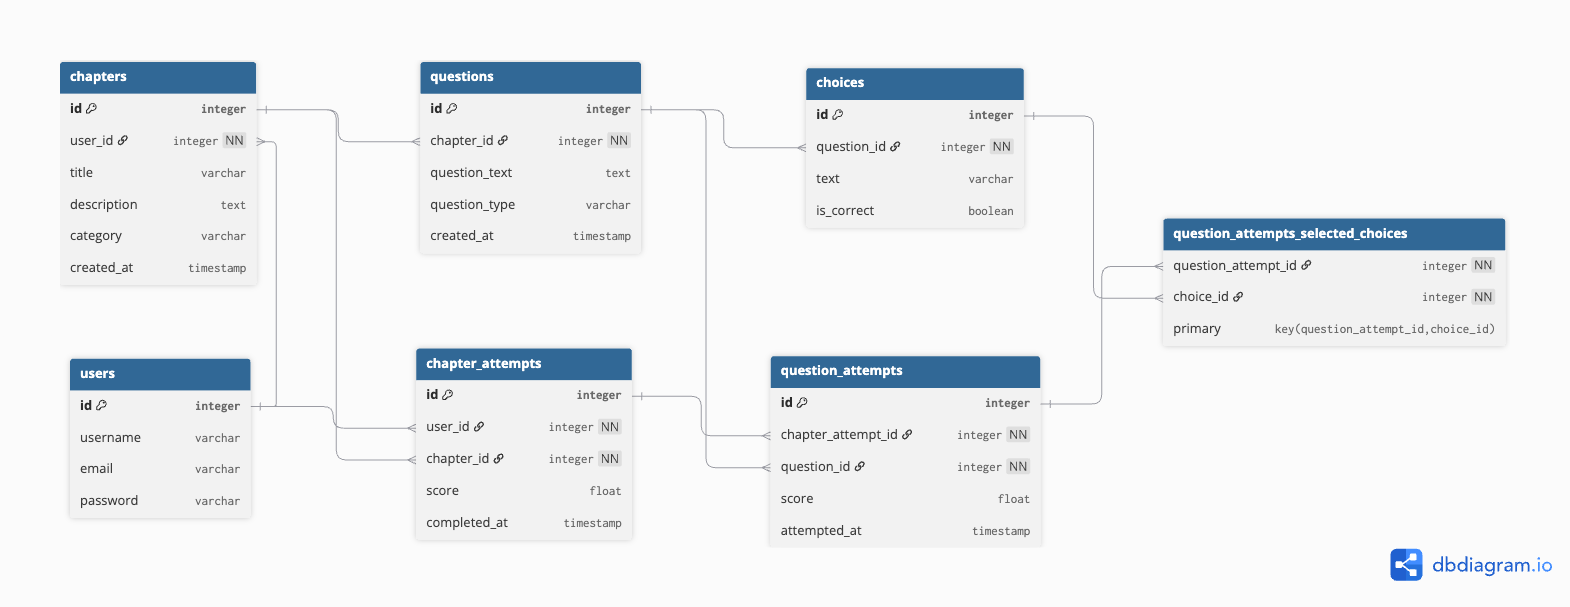 chapters
id integer
user_id integer NN
title varchar
description text
category varchar
created_at timestamp
questions
id integer
chapter_id integer NN
question_text text
question_type varchar
created_at timestamp
choices
id integer
question_id integer NN
text varchar
is_correct boolean
question_attempts_selected_choices
question_attempt_id integer NN
choice_id integer NN
primary key(question_attempt_id,choice_id)
users
id integer
username varchar
email varchar
password varchar
chapter_attempts
id integer
user_id integer NN
chapter_id integer NN
score float
completed_at timestamp
question_attempts
id integer
chapter_attempt_id integer NN
question_id integer NN
score float
attempted_at timestamp
dbdiagram.io